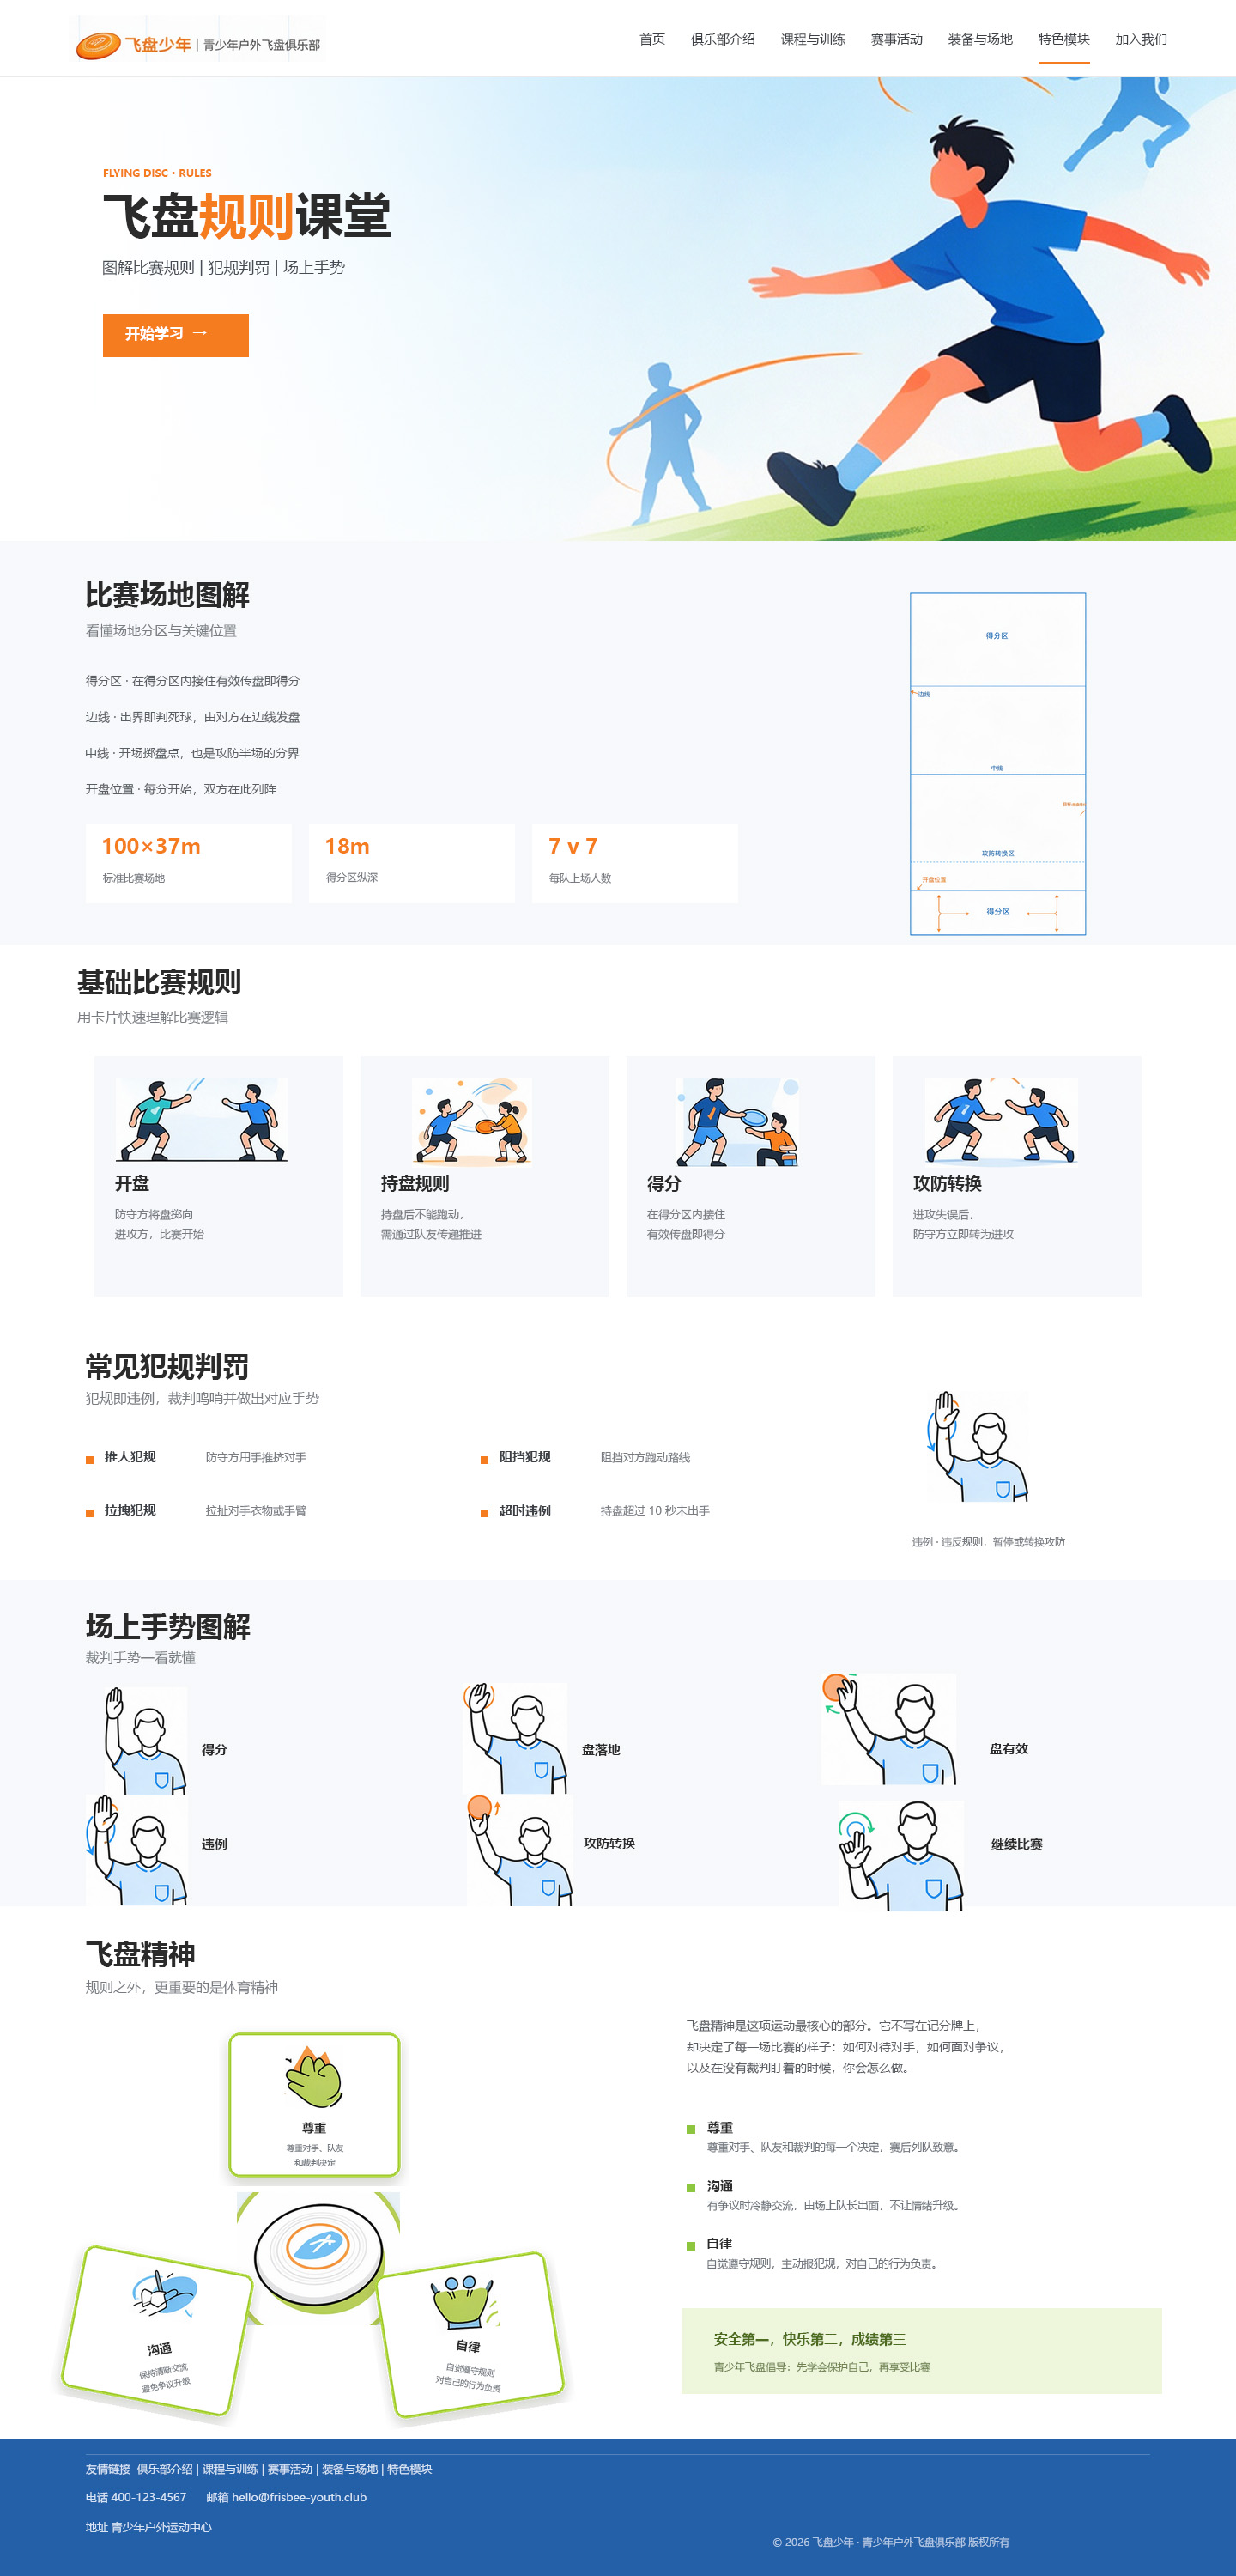 飞盘少年 | 青少年户外飞盘俱乐部
首页 俱乐部介绍 课程与训练 赛事活动 装备与场地 特色模块 加入我们
FLYING DISC · RULES
飞盘规则课堂
图解比赛规则 | 犯规判罚 | 场上手势
开始学习 →
比赛场地图解
看懂场地分区与关键位置
得分区 · 在得分区内接住有效传盘即得分
边线 · 出界即判死球，由对方在边线发盘
中线 · 开场掷盘点，也是攻防半场的分界
开盘位置 · 每分开始，双方在此列阵
100×37m
标准比赛场地
18m
得分区纵深
7 v 7
每队上场人数
得分区
边线
中线
攻防转换区
开盘位置
得分区
基础比赛规则
用卡片快速理解比赛逻辑
开盘
防守方将盘掷向
进攻方，比赛开始
持盘规则
持盘后不能跑动，
需通过队友传递推进
得分
在得分区内接住
有效传盘即得分
攻防转换
进攻失误后，
防守方立即转为进攻
常见犯规判罚
犯规即违例，裁判鸣哨并做出对应手势
推人犯规 防守方用手推挤对手
阻挡犯规 阻挡对方跑动路线
拉拽犯规 拉扯对手衣物或手臂
超时违例 持盘超过 10 秒未出手
违例 · 违反规则，暂停或转换攻防
场上手势图解
裁判手势一看就懂
得分
盘落地
盘有效
违例
攻防转换
继续比赛
飞盘精神
规则之外，更重要的是体育精神
尊重
尊重对手、队友
和裁判决定
沟通
保持清晰交流
避免争议升级
自律
自觉遵守规则
对自己的行为负责
飞盘精神是这项运动最核心的部分。它不写在记分牌上，
却决定了每一场比赛的样子：如何对待对手，如何面对争议，
以及在没有裁判盯着的时候，你会怎么做。
尊重
尊重对手、队友和裁判的每一个决定，赛后列队致意。
沟通
有争议时冷静交流，由场上队长出面，不让情绪升级。
自律
自觉遵守规则，主动报犯规，对自己的行为负责。
安全第一，快乐第二，成绩第三
青少年飞盘倡导：先学会保护自己，再享受比赛
友情链接 俱乐部介绍 | 课程与训练 | 赛事活动 | 装备与场地 | 特色模块
电话 400-123-4567 邮箱 hello@frisbee-youth.club
地址 青少年户外运动中心
© 2026 飞盘少年 · 青少年户外飞盘俱乐部 版权所有